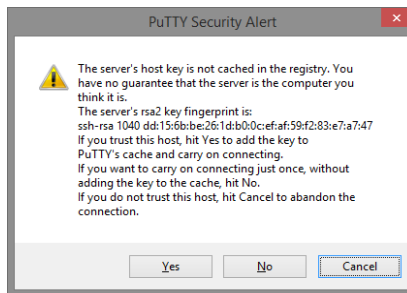 PuTTY Security Alert
The server's host key is not cached in the registry. You
have no guarantee that the server is the computer you
think it is.
The server's rsa2 key fingerprint is:
ssh-rsa 1040 dd:15:6b:be:26:1d:b0:0c:ef:af:59:f2:83:e7:a7:47
If you trust this host, hit Yes to add the key to
PuTTY's cache and carry on connecting.
If you want to carry on connecting just once, without
adding the key to the cache, hit No.
If you do not trust this host, hit Cancel to abandon the
connection.
Yes No Cancel